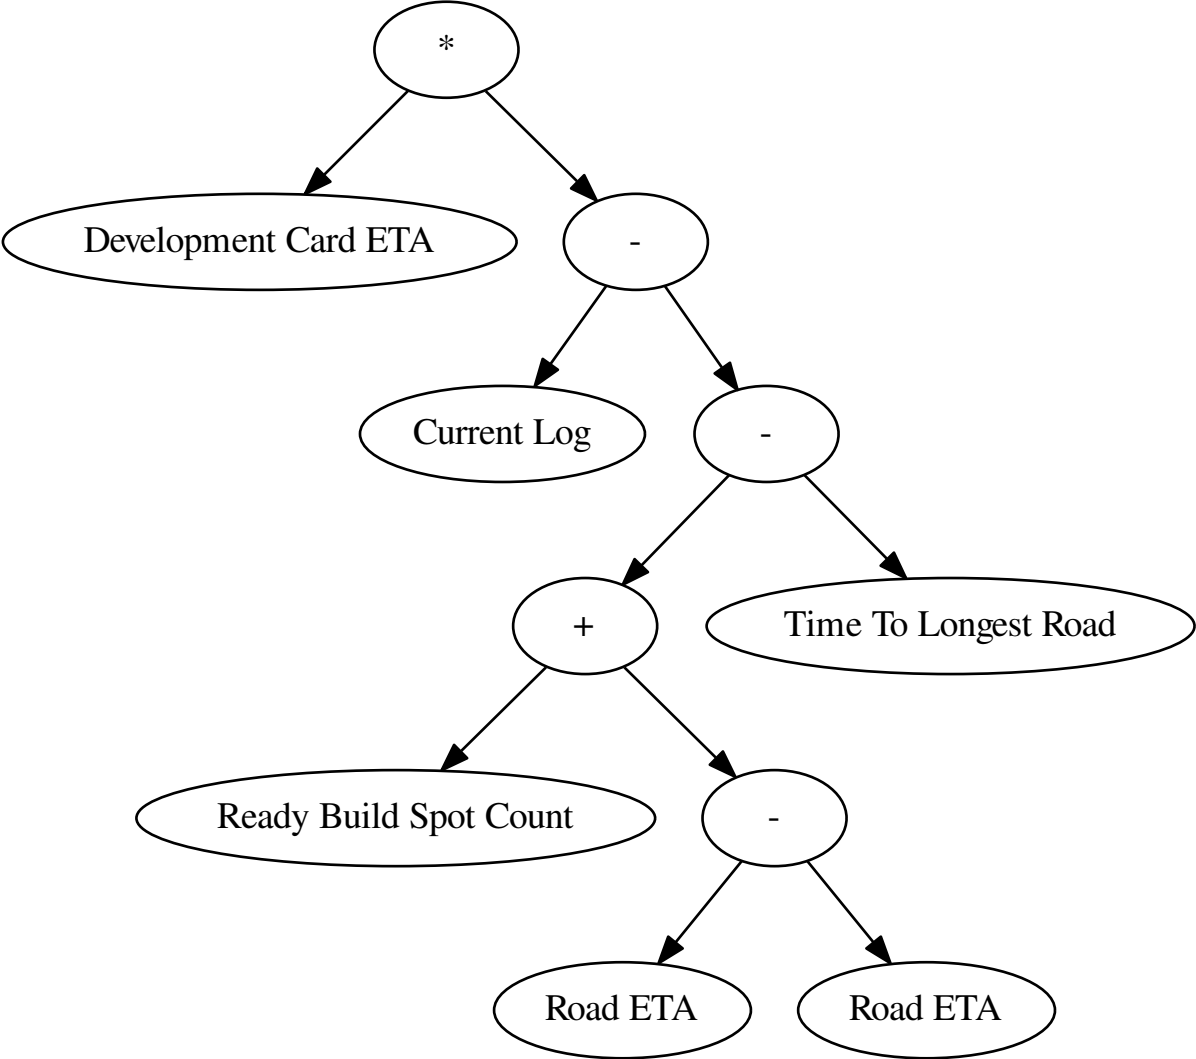 *
Development Card ETA
-
Current Log
-
+
Time To Longest Road
Ready Build Spot Count
-
Road ETA
Road ETA